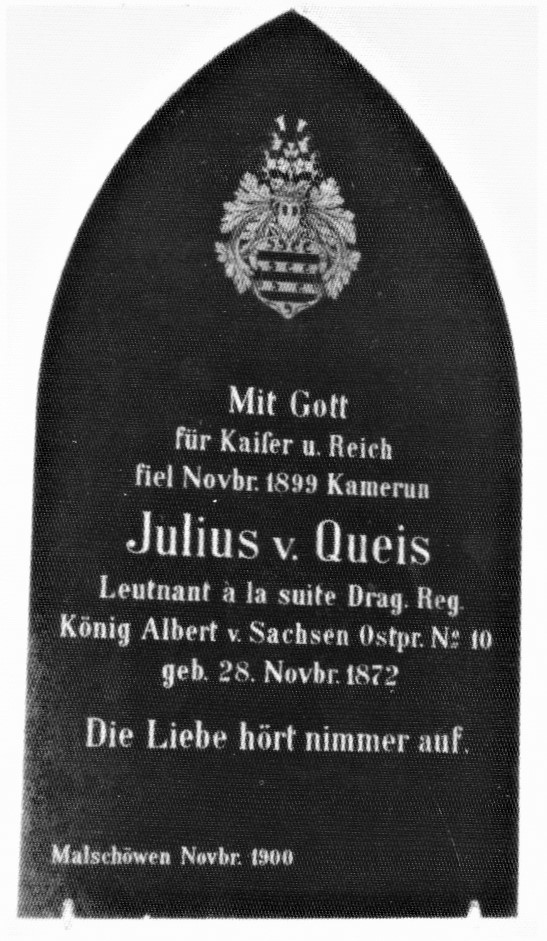 Mit Gott
für Kaiſer u. Reich
fiel Novbr. 1899 Kamerun
Julius v. Queis
Leutnant à la suite Drag. Reg.
König Albert v. Sachsen Ostpr. Nº 10
geb. 28. Novbr. 1872
Die Liebe hört nimmer auf.
Malschöwen Novbr. 1900